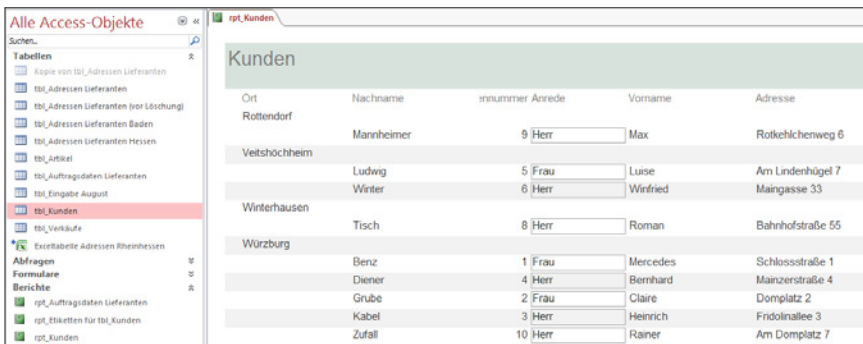 Alle Access-Objekte
Suchen...
Tabellen
Kopie von tbl_Adressen Lieferanten
tbl_Adressen Lieferanten
tbl_Adressen Lieferanten (vor Löschung)
tbl_Adressen Lieferanten Baden
tbl_Adressen Lieferanten Hessen
tbl_Artikel
tbl_Auftragsdaten Lieferanten
tbl_Eingabe August
tbl_Kunden
tbl_Verkäufe
Exceltabelle Adressen Rheinhessen
Abfragen
Formulare
Berichte
rpt_Auftragsdaten Lieferanten
rpt_Etiketten für tbl_Kunden
rpt_Kunden
rpt_Kunden
Kunden
Ort Nachname ennummer Anrede Vorname Adresse
Rottendorf
Mannheimer 9 Herr Max Rotkehlchenweg 6
Veitshöchheim
Ludwig 5 Frau Luise Am Lindenhügel 7
Winter 6 Herr Winfried Maingasse 33
Winterhausen
Tisch 8 Herr Roman Bahnhofstraße 55
Würzburg
Benz 1 Frau Mercedes Schlossstraße 1
Diener 4 Herr Bernhard Mainzerstraße 4
Grube 2 Frau Claire Domplatz 2
Kabel 3 Herr Heinrich Fridolinallee 3
Zufall 10 Herr Rainer Am Domplatz 7